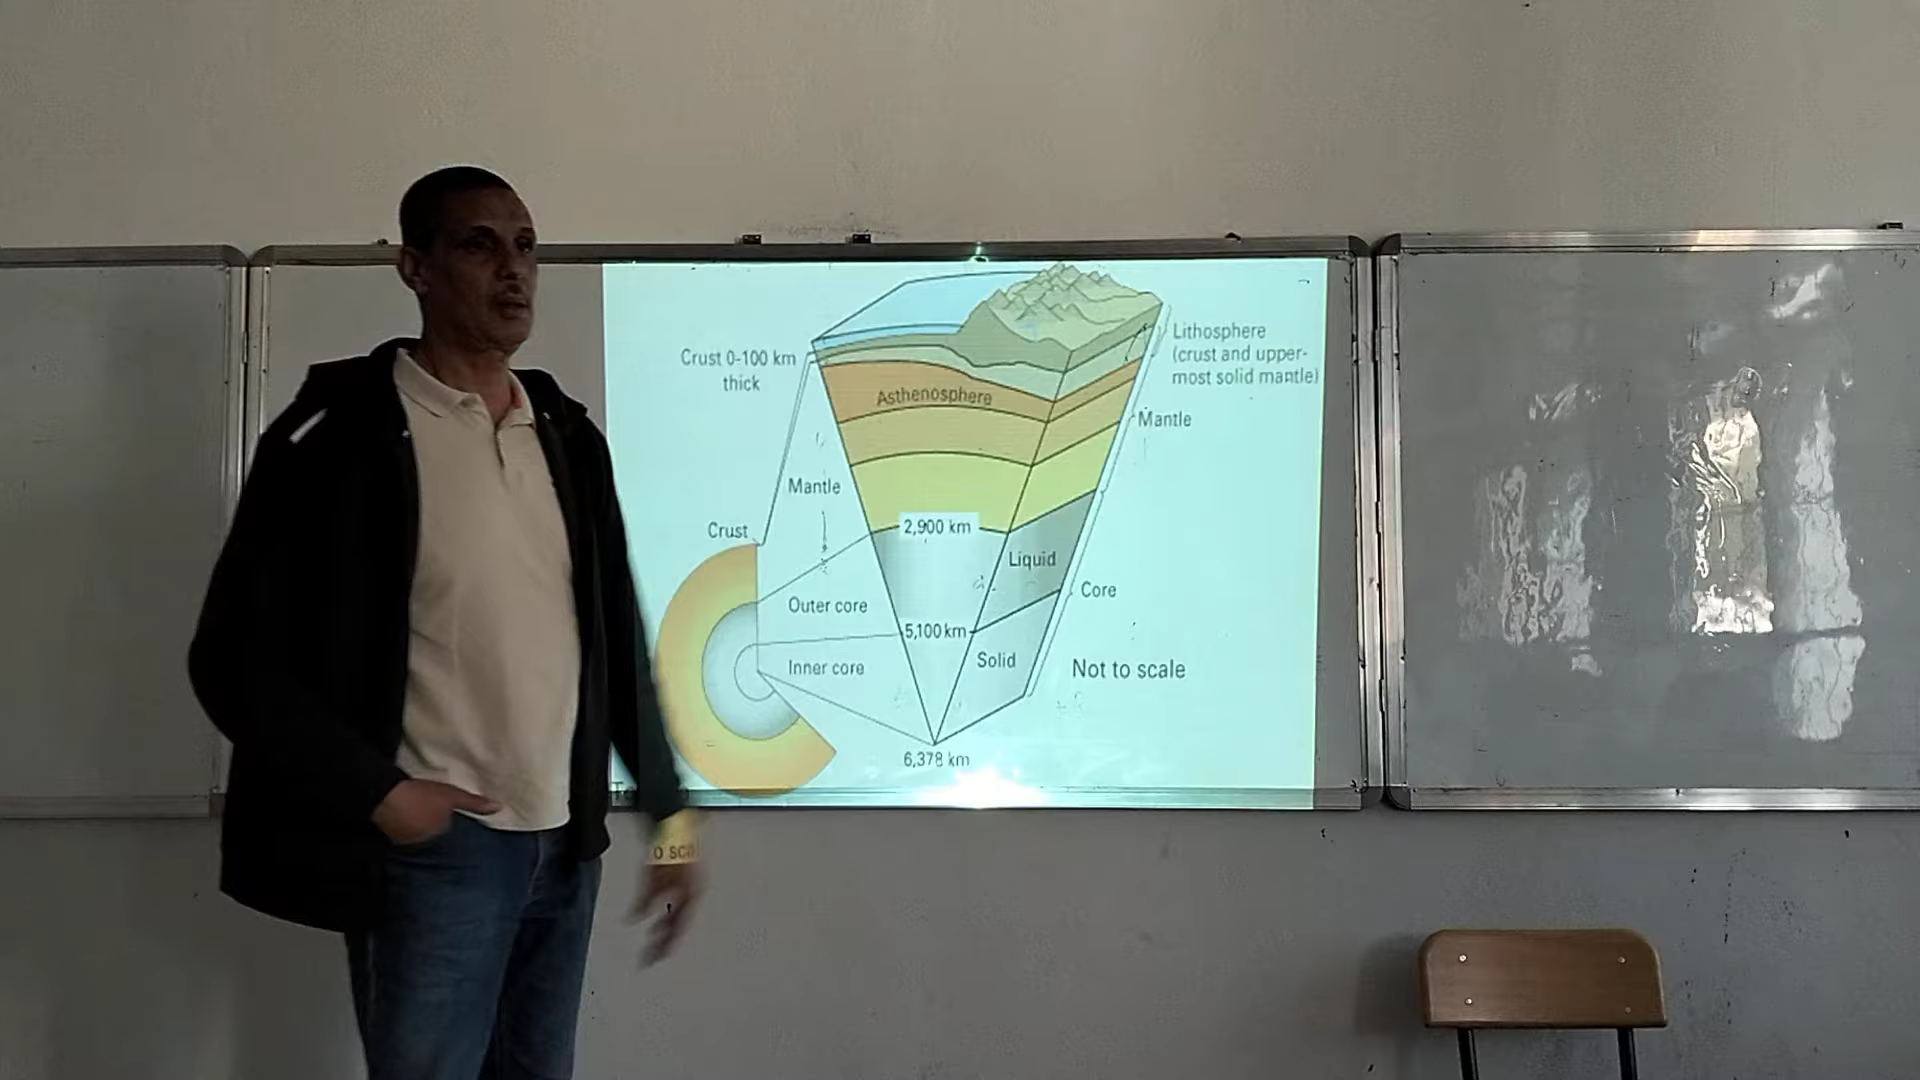 Crust 0-100 km
thick
Lithosphere
(crust and upper-
most solid mantle)
Asthenosphere
Mantle
Mantle
Crust
2,900 km
Liquid
Core
Outer core
5,100 km
Inner core
Solid
Not to scale
6,378 km